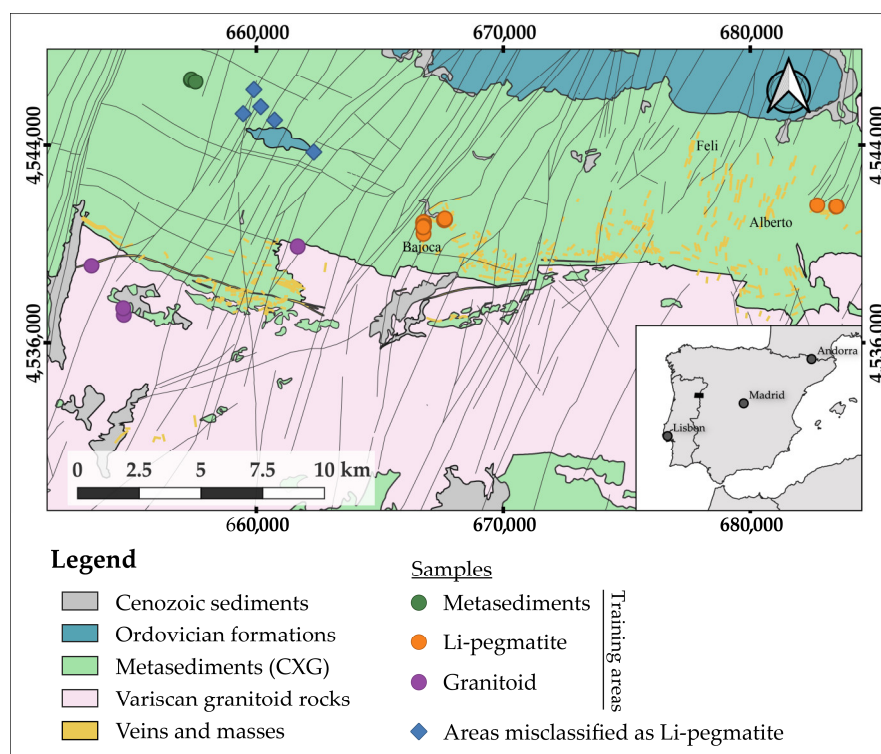 660,000 670,000 680,000
4,544,000 4,544,000
Feli
Alberto
Bajoca
4,536,000 4,536,000
Andorra
Madrid
Lisbon
0 2.5 5 7.5 10 km
660,000 670,000 680,000
Legend
Cenozoic sediments
Ordovician formations
Metasediments (CXG)
Variscan granitoid rocks
Veins and masses
Samples
Metasediments
Li-pegmatite
Granitoid
Training areas
Areas misclassified as Li-pegmatite